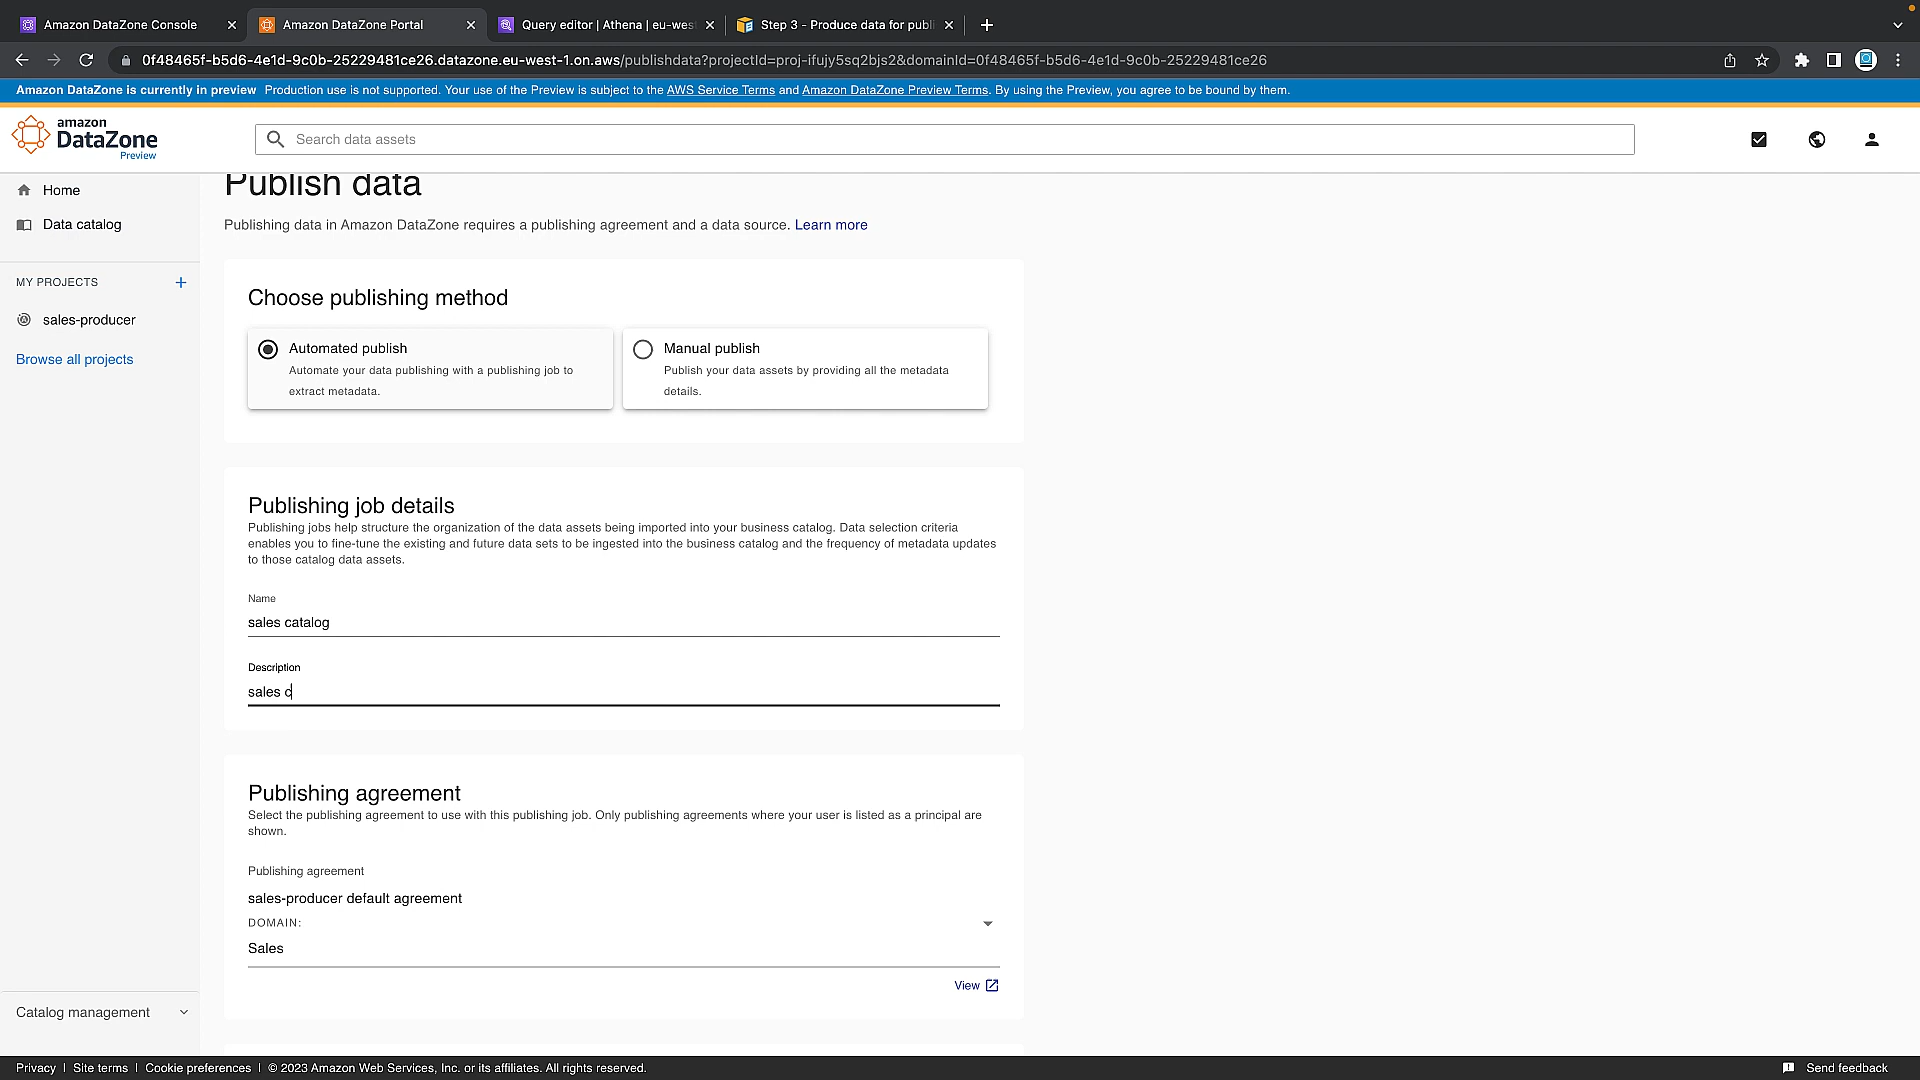 Amazon DataZone Console
Amazon DataZone Portal
Query editor | Athena | eu-wes
Step 3 - Produce data for publi
0f48465f-b5d6-4e1d-9c0b-25229481ce26.datazone.eu-west-1.on.aws/publishdata?projectId=proj-ifujy5sq2bjs2&domainId=0f48465f-b5d6-4e1d-9c0b-25229481ce26
Amazon DataZone is currently in preview Production use is not supported. Your use of the Preview is subject to the AWS Service Terms and Amazon DataZone Preview Terms. By using the Preview, you agree to be bound by them.
amazon
DataZone
Preview
Search data assets
Home
Data catalog
MY PROJECTS
sales-producer
Browse all projects
Catalog management
Publish data
Publishing data in Amazon DataZone requires a publishing agreement and a data source. Learn more
Choose publishing method
Automated publish
Automate your data publishing with a publishing job to
extract metadata.
Manual publish
Publish your data assets by providing all the metadata
details.
Publishing job details
Publishing jobs help structure the organization of the data assets being imported into your business catalog. Data selection criteria
enables you to fine-tune the existing and future data sets to be ingested into the business catalog and the frequency of metadata updates
to those catalog data assets.
Name
sales catalog
Description
sales c
Publishing agreement
Select the publishing agreement to use with this publishing job. Only publishing agreements where your user is listed as a principal are
shown.
Publishing agreement
sales-producer default agreement
DOMAIN:
Sales
View
Privacy | Site terms | Cookie preferences | © 2023 Amazon Web Services, Inc. or its affiliates. All rights reserved.
Send feedback